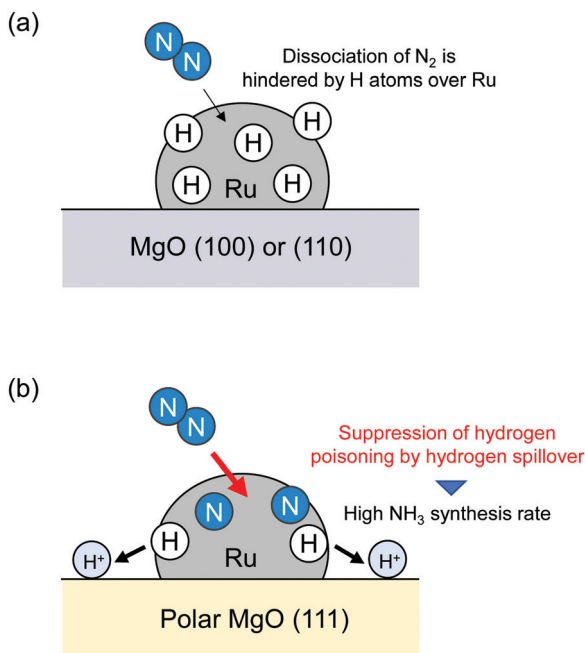 (a)
N
N
Dissociation of N₂ is
hindered by H atoms over Ru
H
H
H
H
H
Ru
MgO (100) or (110)
(b)
N
N
Suppression of hydrogen
poisoning by hydrogen spillover
High NH₃ synthesis rate
N
N
H
H
H⁺
Ru
H⁺
Polar MgO (111)